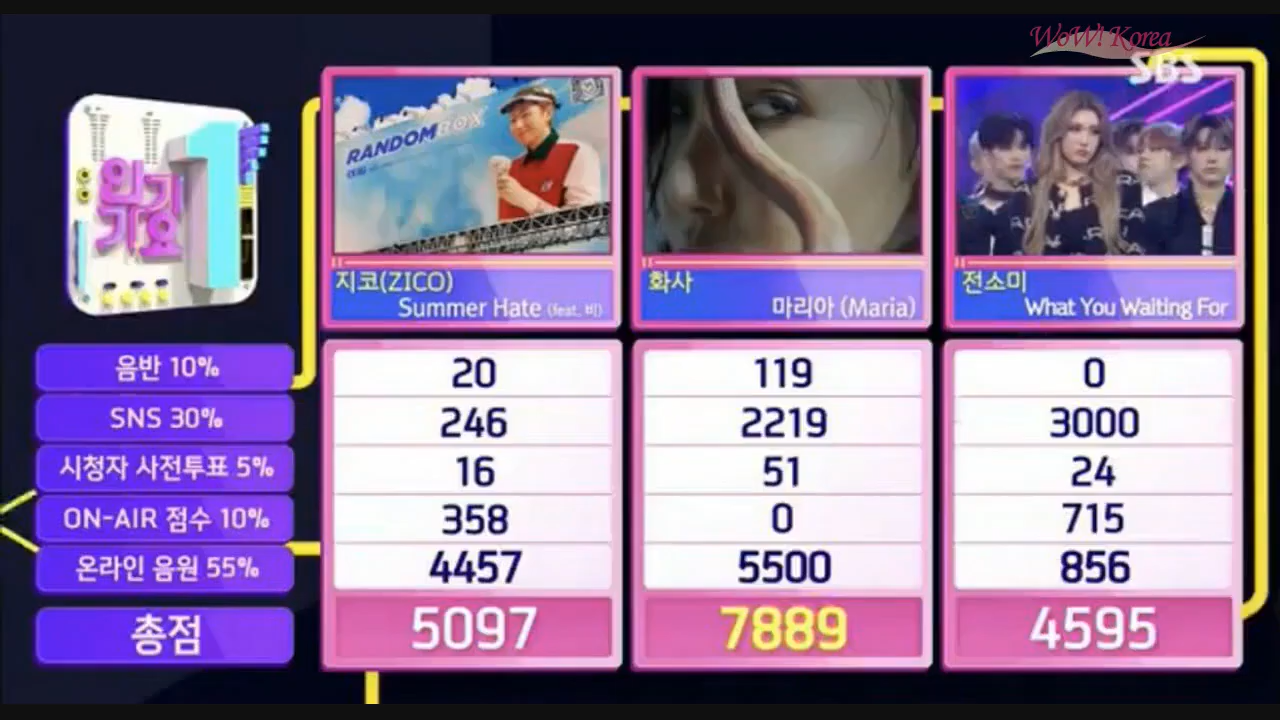 WoW! Korea
SBS
인기
가요
1
RANDOM BOX
지코(ZICO)
Summer Hate (feat. 비)
화사
마리아 (Maria)
전소미
What You Waiting For
음반 10% 20 119 0
SNS 30% 246 2219 3000
시청자 사전투표 5% 16 51 24
ON-AIR 점수 10% 358 0 715
온라인 음원 55% 4457 5500 856
총점 5097 7889 4595